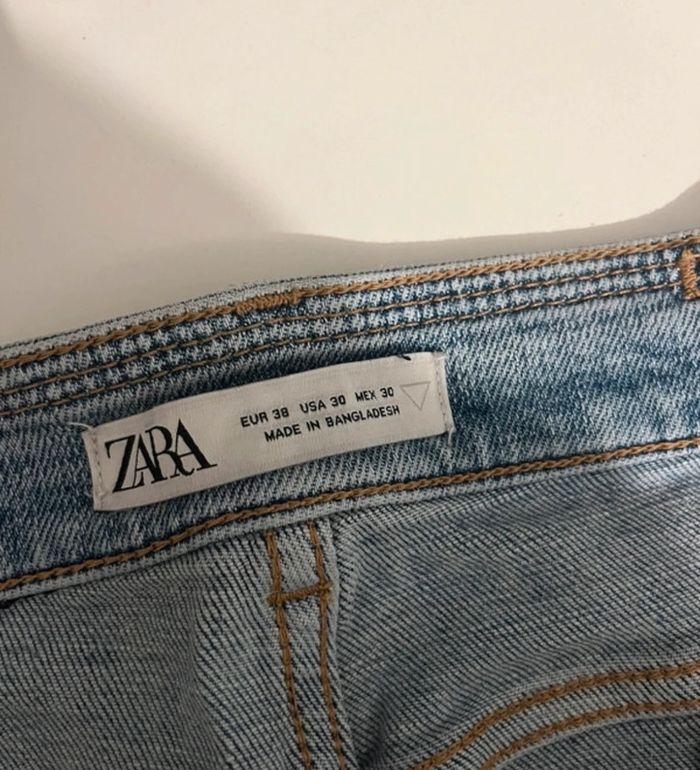 ZARA
EUR 38 USA 30 MEX 30
MADE IN BANGLADESH